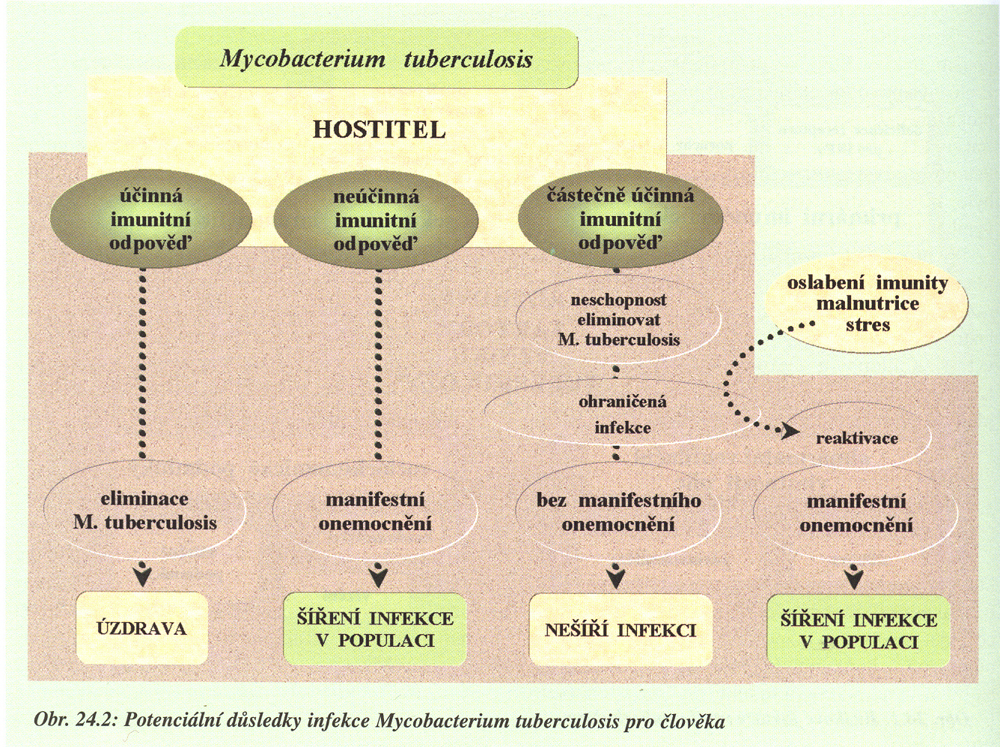 Mycobacterium tuberculosis
HOSTITEL
účinná
imunitní
odpověď
neúčinná
imunitní
odpověď
částečně účinná
imunitní
odpověď
neschopnost
eliminovat
M. tuberculosis
oslabení imunity
malnutrice
stres
ohraničená
infekce
reaktivace
eliminace
M. tuberculosis
manifestní
onemocnění
bez manifestního
onemocnění
manifestní
onemocnění
ÚZDRAVA
ŠÍŘENÍ INFEKCE
V POPULACI
NEŠÍŘÍ INFEKCI
ŠÍŘENÍ INFEKCE
V POPULACI
Obr. 24.2: Potenciální důsledky infekce Mycobacterium tuberculosis pro člověka